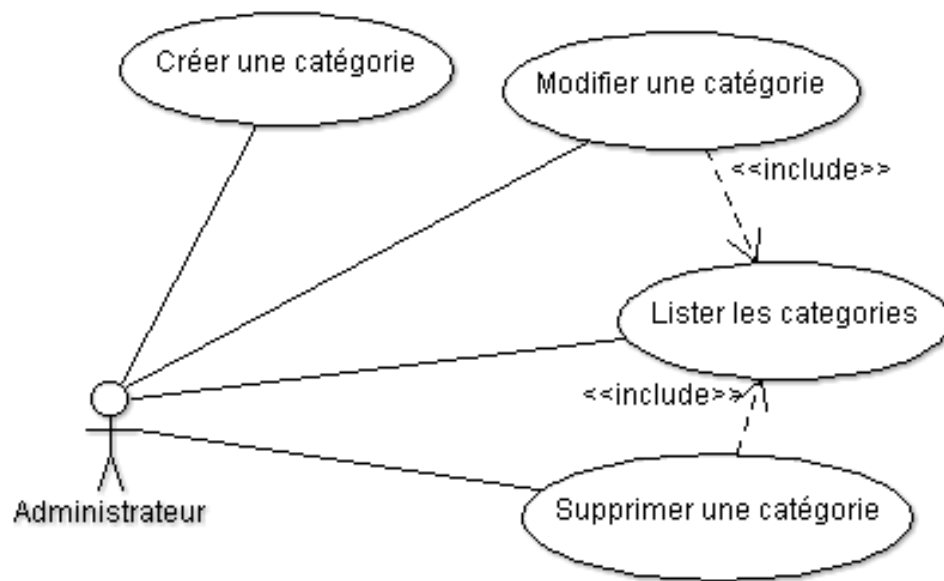 Créer une catégorie
Modifier une catégorie
<<include>>
Lister les categories
<<include>>
Administrateur
Supprimer une catégorie